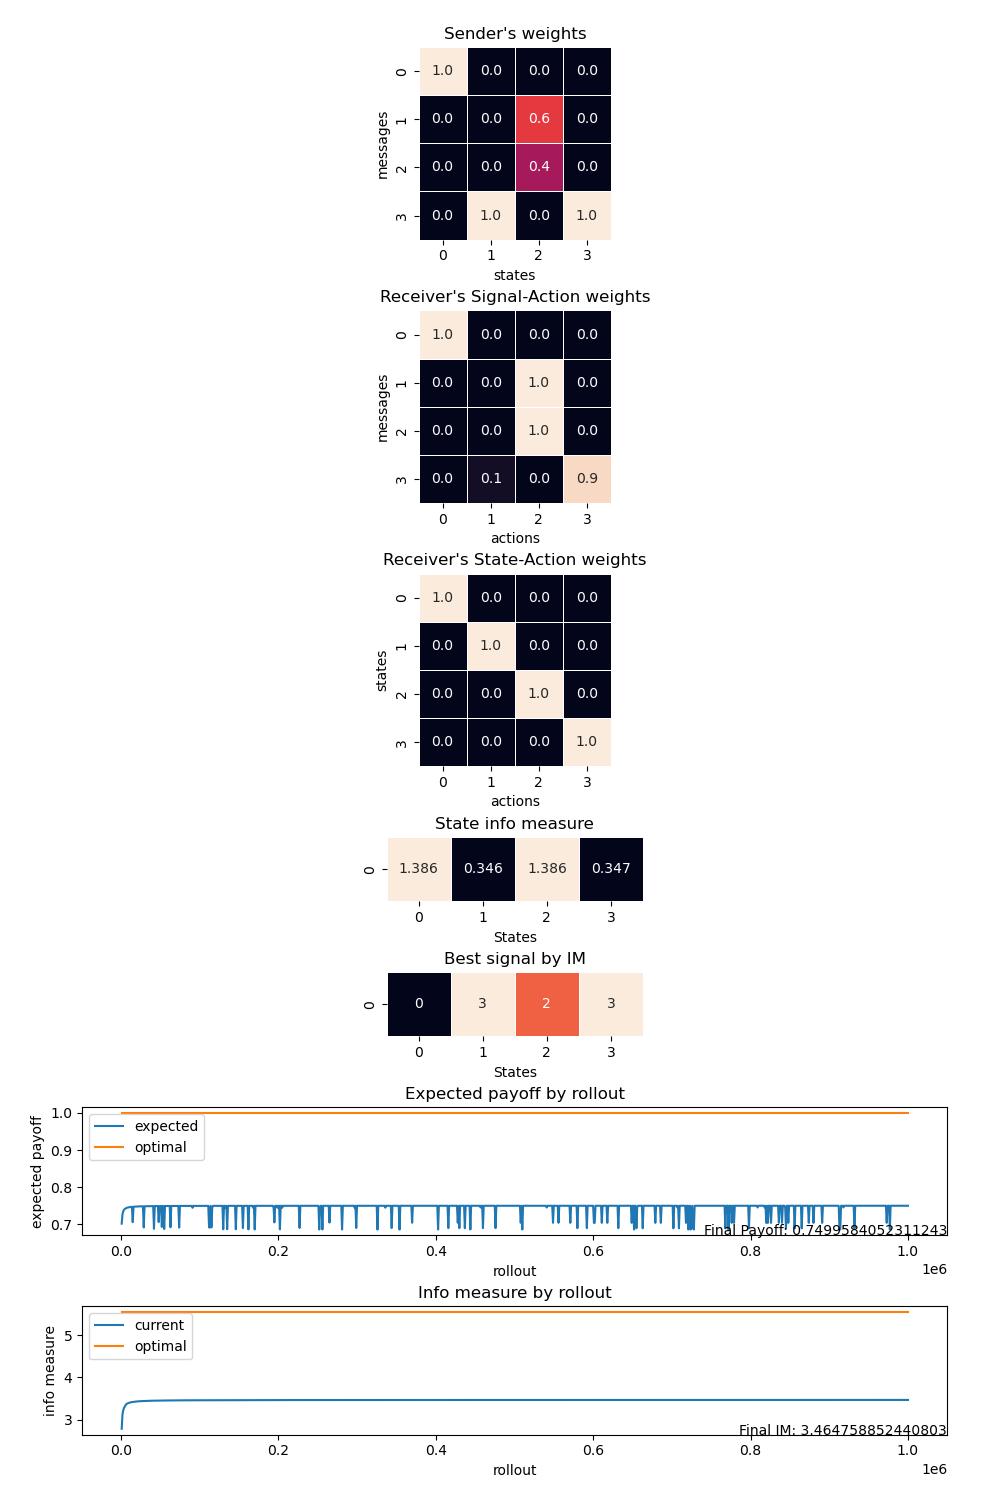 Sender's weights
messages
0 1.0 0.0 0.0 0.0
1 0.0 0.0 0.6 0.0
2 0.0 0.0 0.4 0.0
3 0.0 1.0 0.0 1.0
0 1 2 3
states
Receiver's Signal-Action weights
messages
0 1.0 0.0 0.0 0.0
1 0.0 0.0 1.0 0.0
2 0.0 0.0 1.0 0.0
3 0.0 0.1 0.0 0.9
0 1 2 3
actions
Receiver's State-Action weights
states
0 1.0 0.0 0.0 0.0
1 0.0 1.0 0.0 0.0
2 0.0 0.0 1.0 0.0
3 0.0 0.0 0.0 1.0
0 1 2 3
actions
State info measure
0 1.386 0.346 1.386 0.347
0 1 2 3
States
Best signal by IM
0 0 3 2 3
0 1 2 3
States
Expected payoff by rollout
expected payoff
1.0
0.9
0.8
0.7
expected
optimal
Final Payoff: 0.7499584052311243
0.0 0.2 0.4 0.6 0.8 1.0
1e6
rollout
Info measure by rollout
info measure
5
4
3
current
optimal
Final IM: 3.464758852440803
0.0 0.2 0.4 0.6 0.8 1.0
1e6
rollout